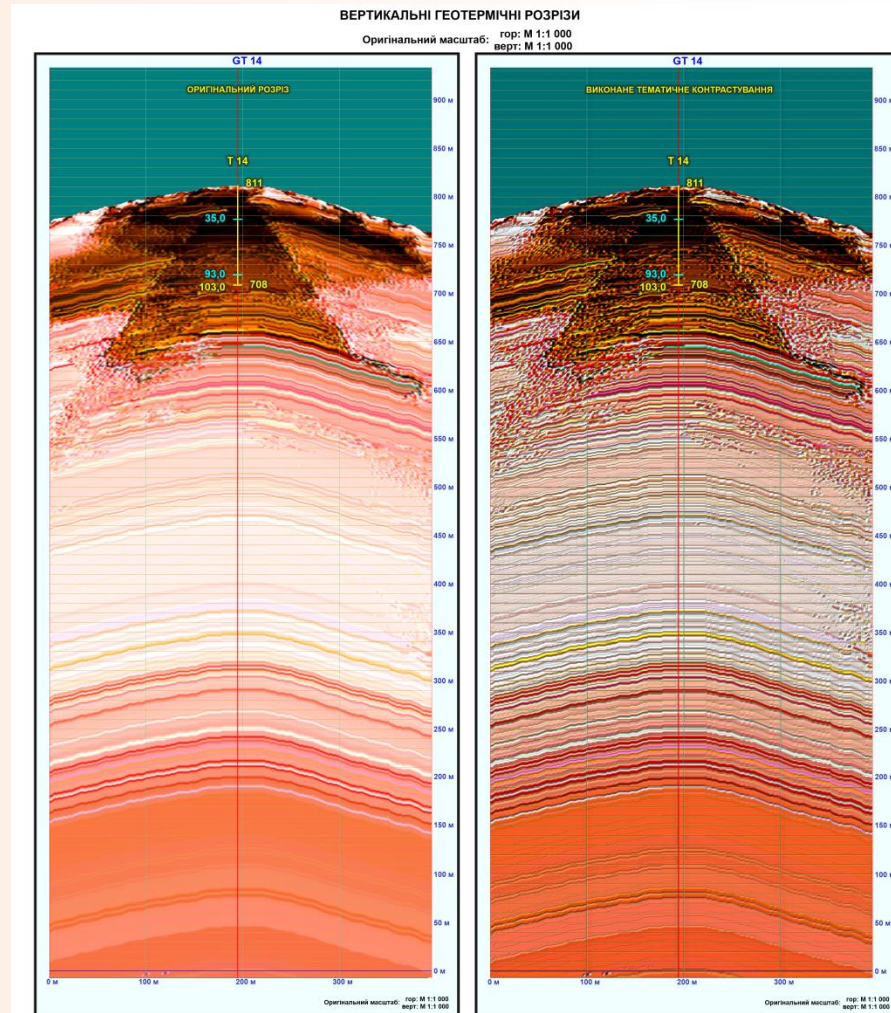 ВЕРТИКАЛЬНІ ГЕОТЕРМІЧНІ РОЗРІЗИ
Оригінальний масштаб: гор: М 1:1 000
верт: М 1:1 000
GT 14
ОРИГІНАЛЬНИЙ РОЗРІЗ
900 м
850 м
T 14
811
800 м
35,0
750 м
93,0
103,0
708
700 м
650 м
600 м
550 м
500 м
450 м
400 м
350 м
300 м
250 м
200 м
150 м
100 м
50 м
0 м
0 м 100 м 200 м 300 м
Оригінальний масштаб: гор: М 1:1 000
верт: М 1:1 000
GT 14
ВИКОНАНЕ ТЕМАТИЧНЕ КОНТРАСТУВАННЯ
900 м
850 м
T 14
811
800 м
35,0
750 м
93,0
103,0
708
700 м
650 м
600 м
550 м
500 м
450 м
400 м
350 м
300 м
250 м
200 м
150 м
100 м
50 м
0 м
0 м 100 м 200 м 300 м
Оригінальний масштаб: гор: М 1:1 000
верт: М 1:1 000